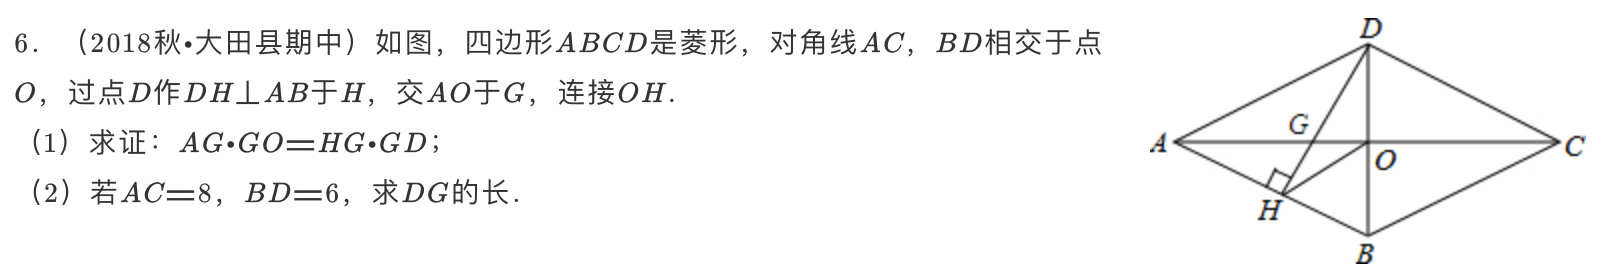 6. （2018秋•大田县期中）如图，四边形ABCD是菱形，对角线AC，BD相交于点
O，过点D作DH⊥AB于H，交AO于G，连接OH.
（1）求证：AG•GO＝HG•GD；
（2）若AC＝8，BD＝6，求DG的长.
D
G
A
O
C
H
B